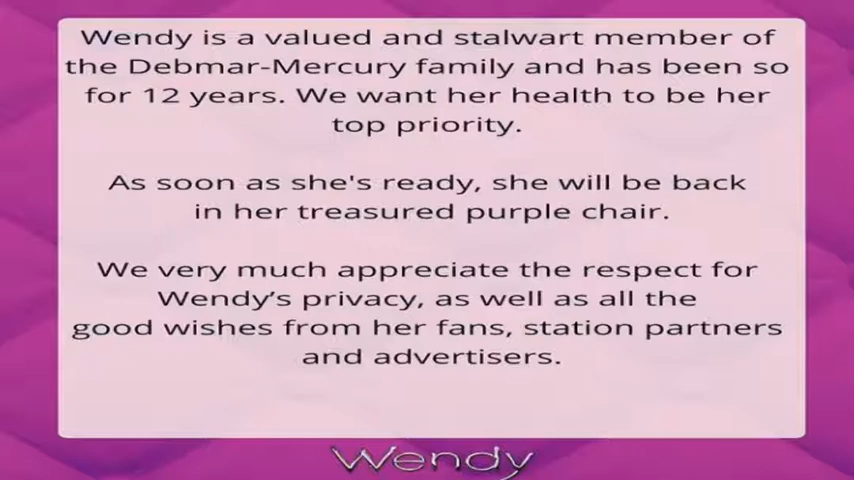 Wendy is a valued and stalwart member of
the Debmar-Mercury family and has been so
for 12 years. We want her health to be her
top priority.
As soon as she's ready, she will be back
in her treasured purple chair.
We very much appreciate the respect for
Wendy’s privacy, as well as all the
good wishes from her fans, station partners
and advertisers.
Wendy